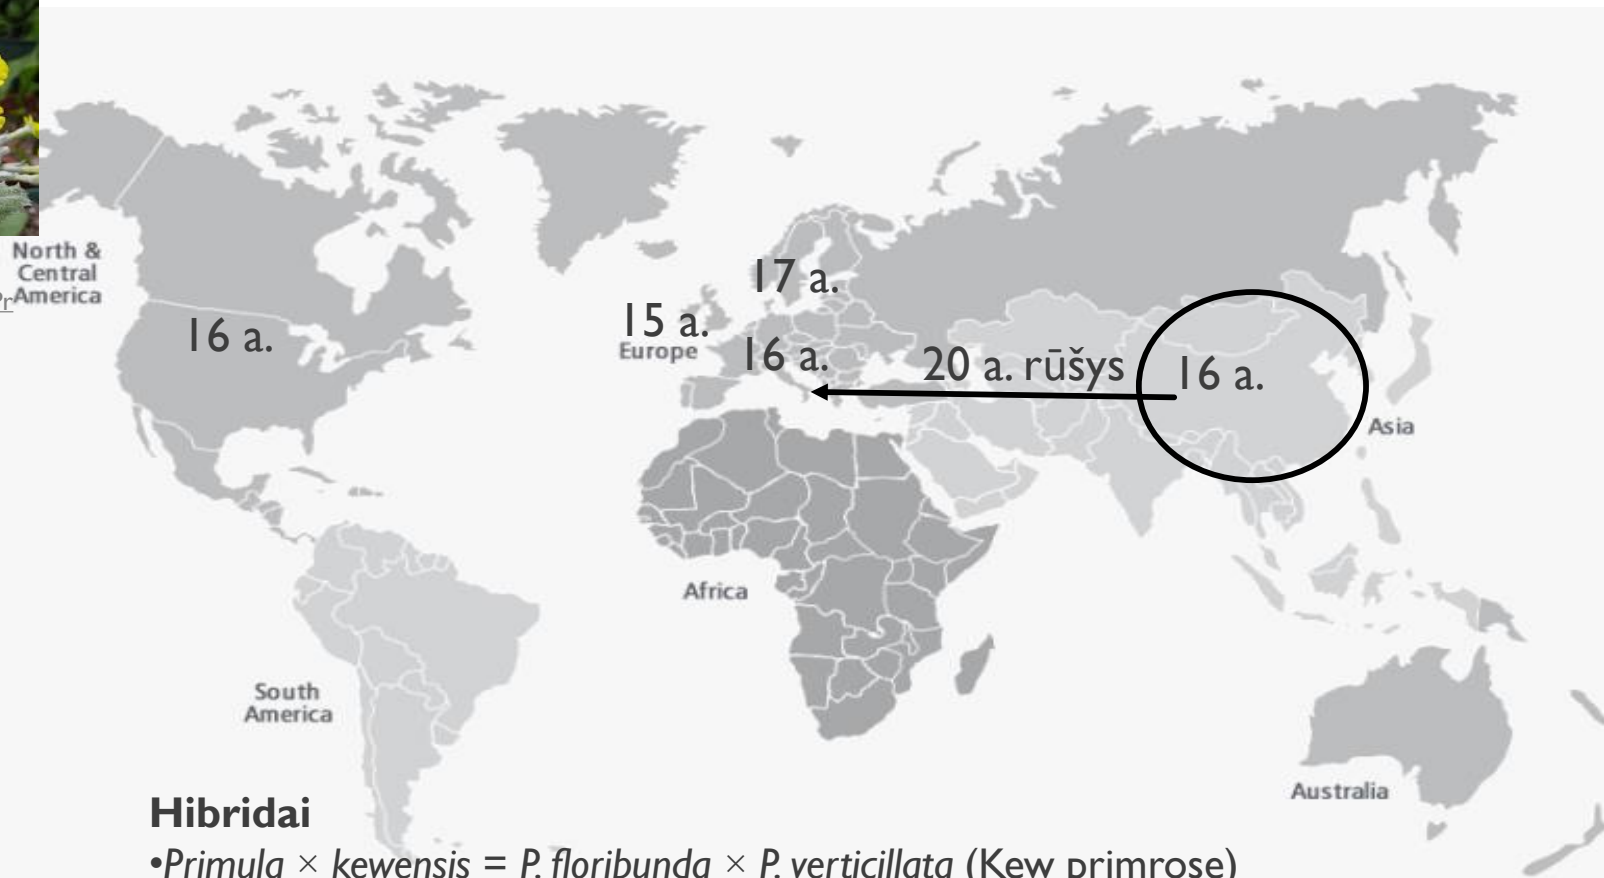 North &
Central
America
17 a.
15 a.
16 a.
Europe
16 a.
20 a. rūšys
16 a.
Asia
Africa
South
America
Australia
Hibridai
•Primula × kewensis = P. floribunda × P. verticillata (Kew primrose)